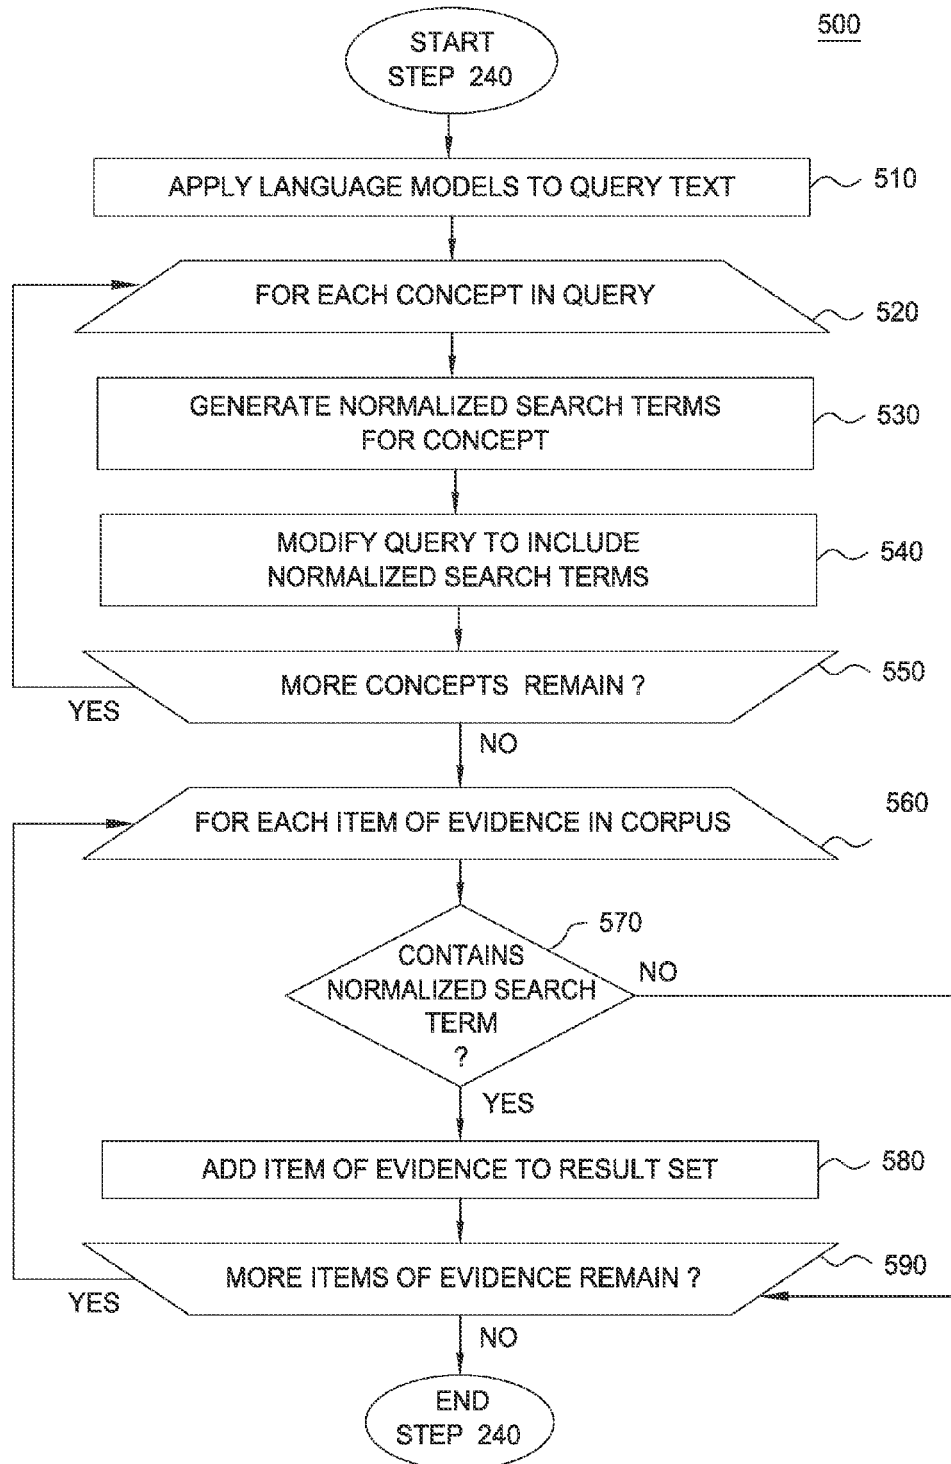 500
START
STEP 240
APPLY LANGUAGE MODELS TO QUERY TEXT
510
FOR EACH CONCEPT IN QUERY
520
GENERATE NORMALIZED SEARCH TERMS
FOR CONCEPT
530
MODIFY QUERY TO INCLUDE
NORMALIZED SEARCH TERMS
540
MORE CONCEPTS REMAIN ?
550
YES
NO
FOR EACH ITEM OF EVIDENCE IN CORPUS
560
570
CONTAINS
NORMALIZED SEARCH
TERM
?
NO
YES
ADD ITEM OF EVIDENCE TO RESULT SET
580
MORE ITEMS OF EVIDENCE REMAIN ?
590
YES
NO
END
STEP 240